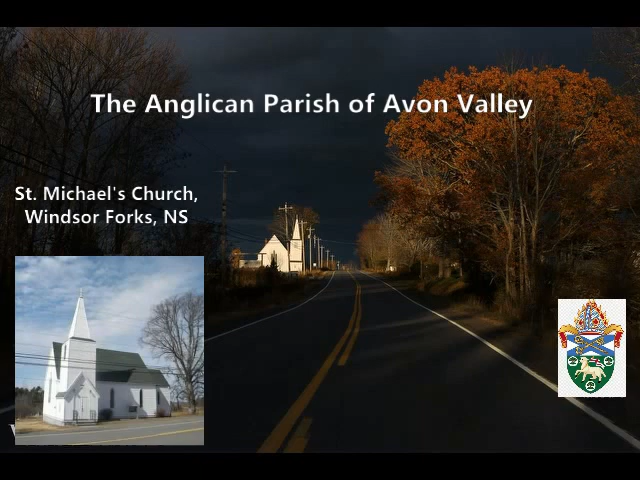 The Anglican Parish of Avon Valley
St. Michael's Church,
Windsor Forks, NS